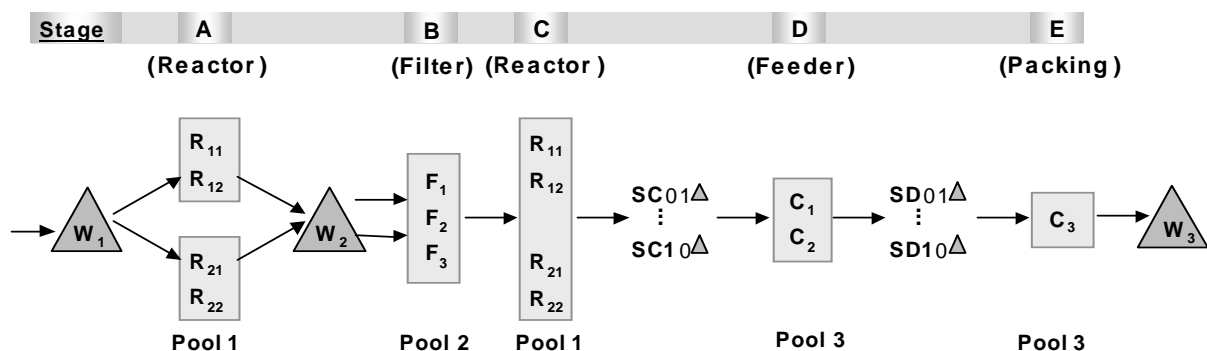 Stage A B C D E
(Reactor) (Filter) (Reactor) (Feeder) (Packing)
W1
R11
R12
R21
R22
W2
F1
F2
F3
R11
R12
R21
R22
SC01
⋮
SC10
C1
C2
SD01
⋮
SD10
C3
W3
Pool 1 Pool 2 Pool 1 Pool 3 Pool 3